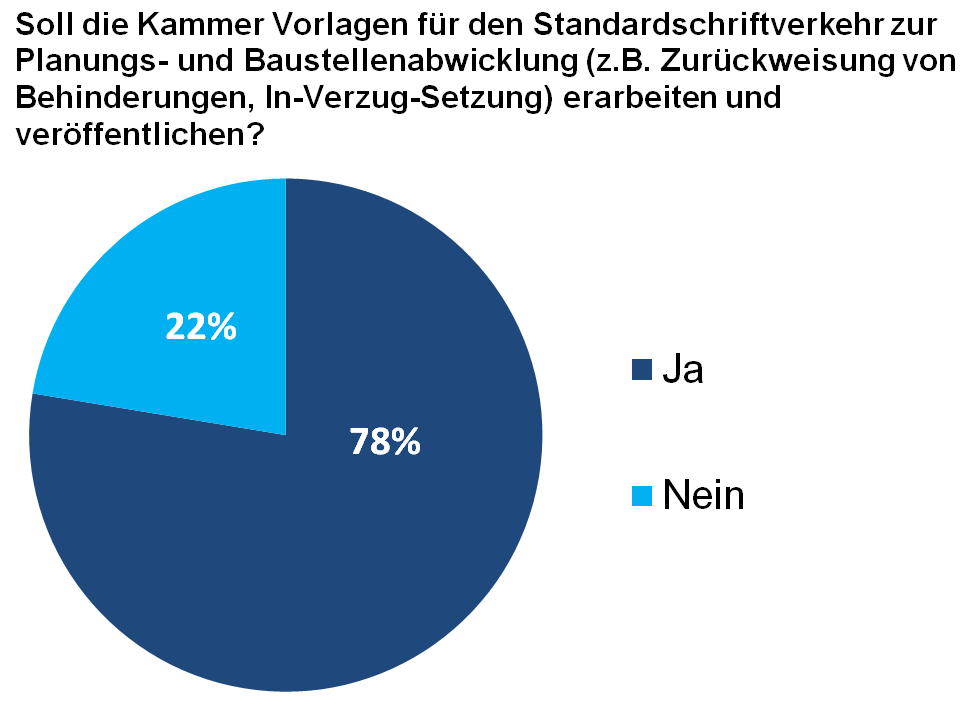 Soll die Kammer Vorlagen für den Standardschriftverkehr zur
Planungs- und Baustellenabwicklung (z.B. Zurückweisung von
Behinderungen, In-Verzug-Setzung) erarbeiten und
veröffentlichen?
22%
78%
Ja
Nein